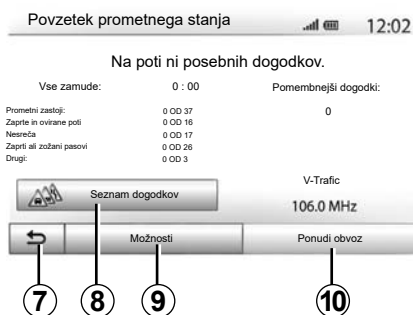 Povzetek prometnega stanja 12:02
Na poti ni posebnih dogodkov.
Vse zamude: 0 : 00 Pomembnejši dogodki:
Prometni zastoji: 0 OD 37 0
Zaprte in ovirane poti 0 OD 16
Nesreča 0 OD 17
Zaprti ali zožani pasovi 0 OD 26
Drugi: 0 OD 3
Seznam dogodkov V-Trafic
106.0 MHz
Možnosti Ponudi obvoz
7 8 9 10